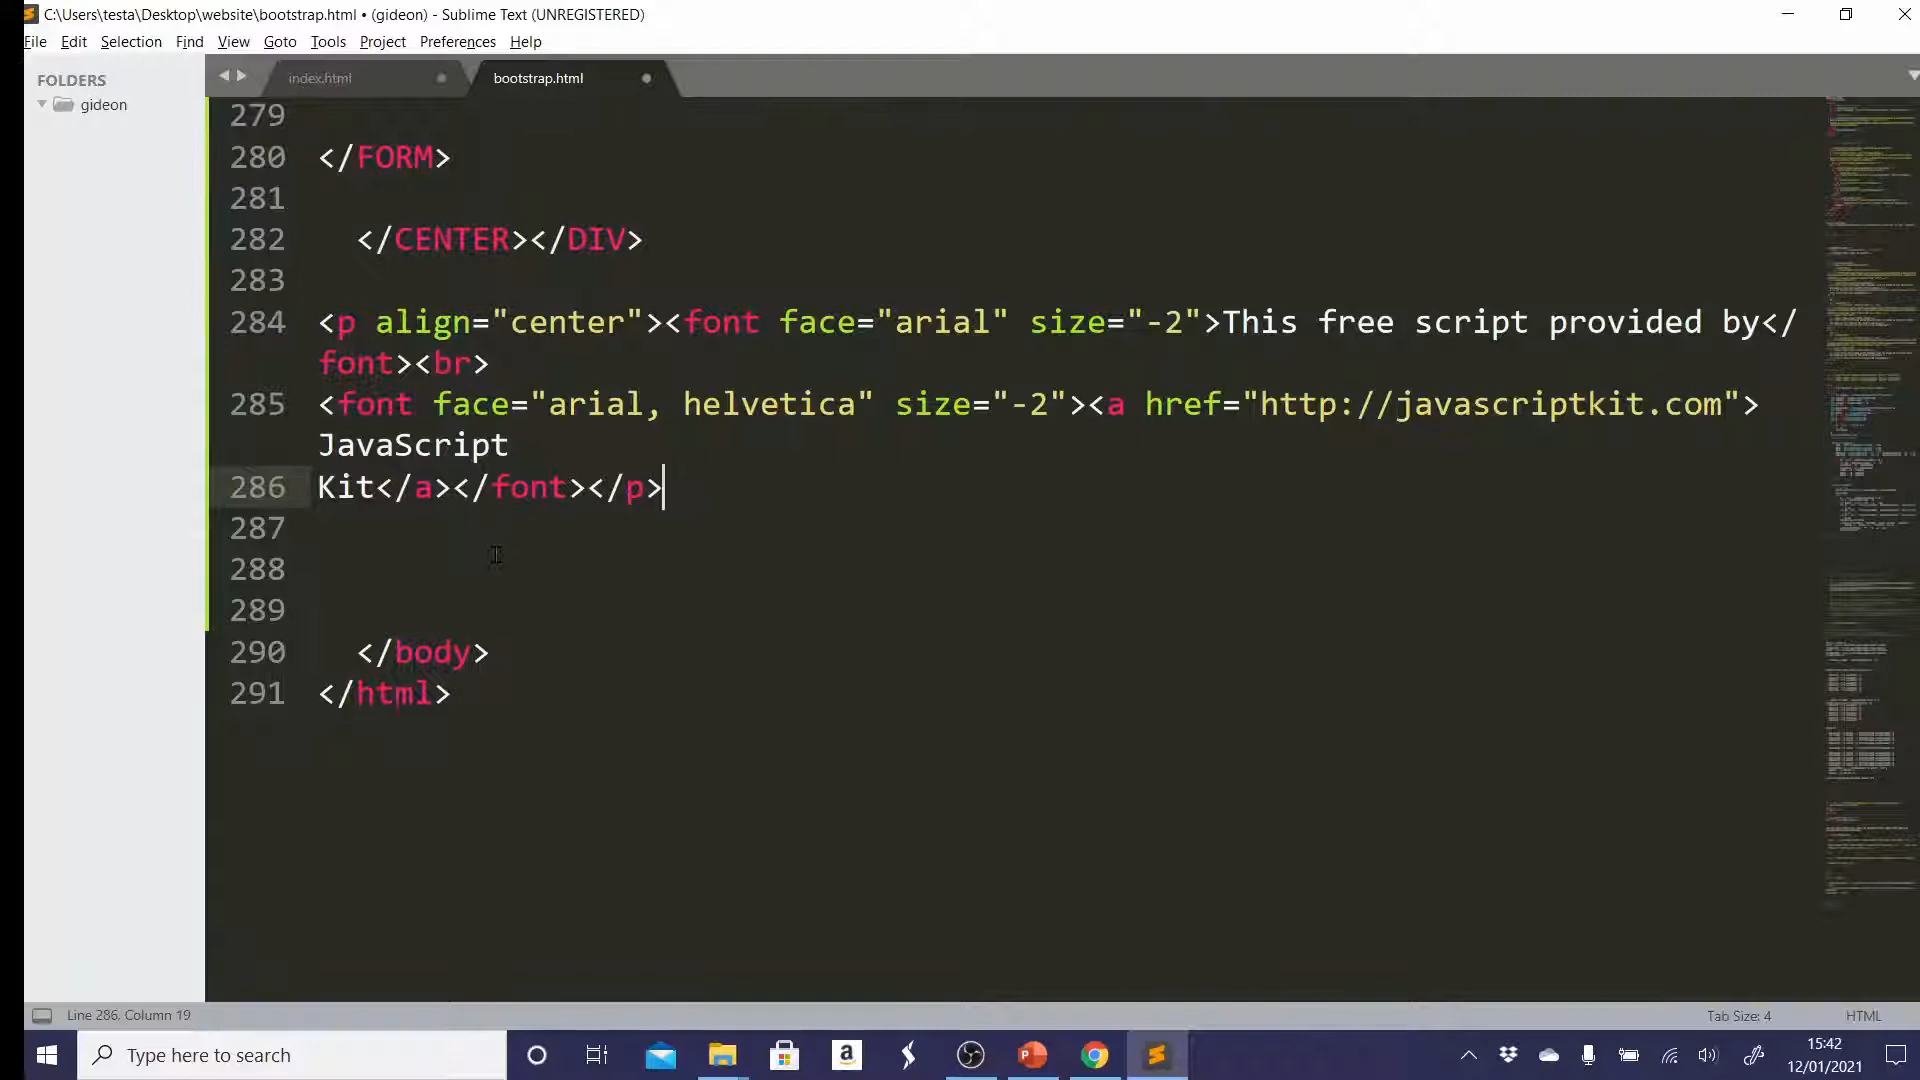 C:\Users\testa\Desktop\website\bootstrap.html • (gideon) - Sublime Text (UNREGISTERED)
File Edit Selection Find View Goto Tools Project Preferences Help
FOLDERS
gideon
index.html
bootstrap.html
279
280 </FORM>
281
282 </CENTER></DIV>
283
284 <p align="center"><font face="arial" size="-2">This free script provided by</
font><br>
285 <font face="arial, helvetica" size="-2"><a href="http://javascriptkit.com">
JavaScript
286 Kit</a></font></p>
287
288
289
290 </body>
291 </html>
Line 286, Column 19
Tab Size: 4
HTML
Type here to search
15:42
12/01/2021